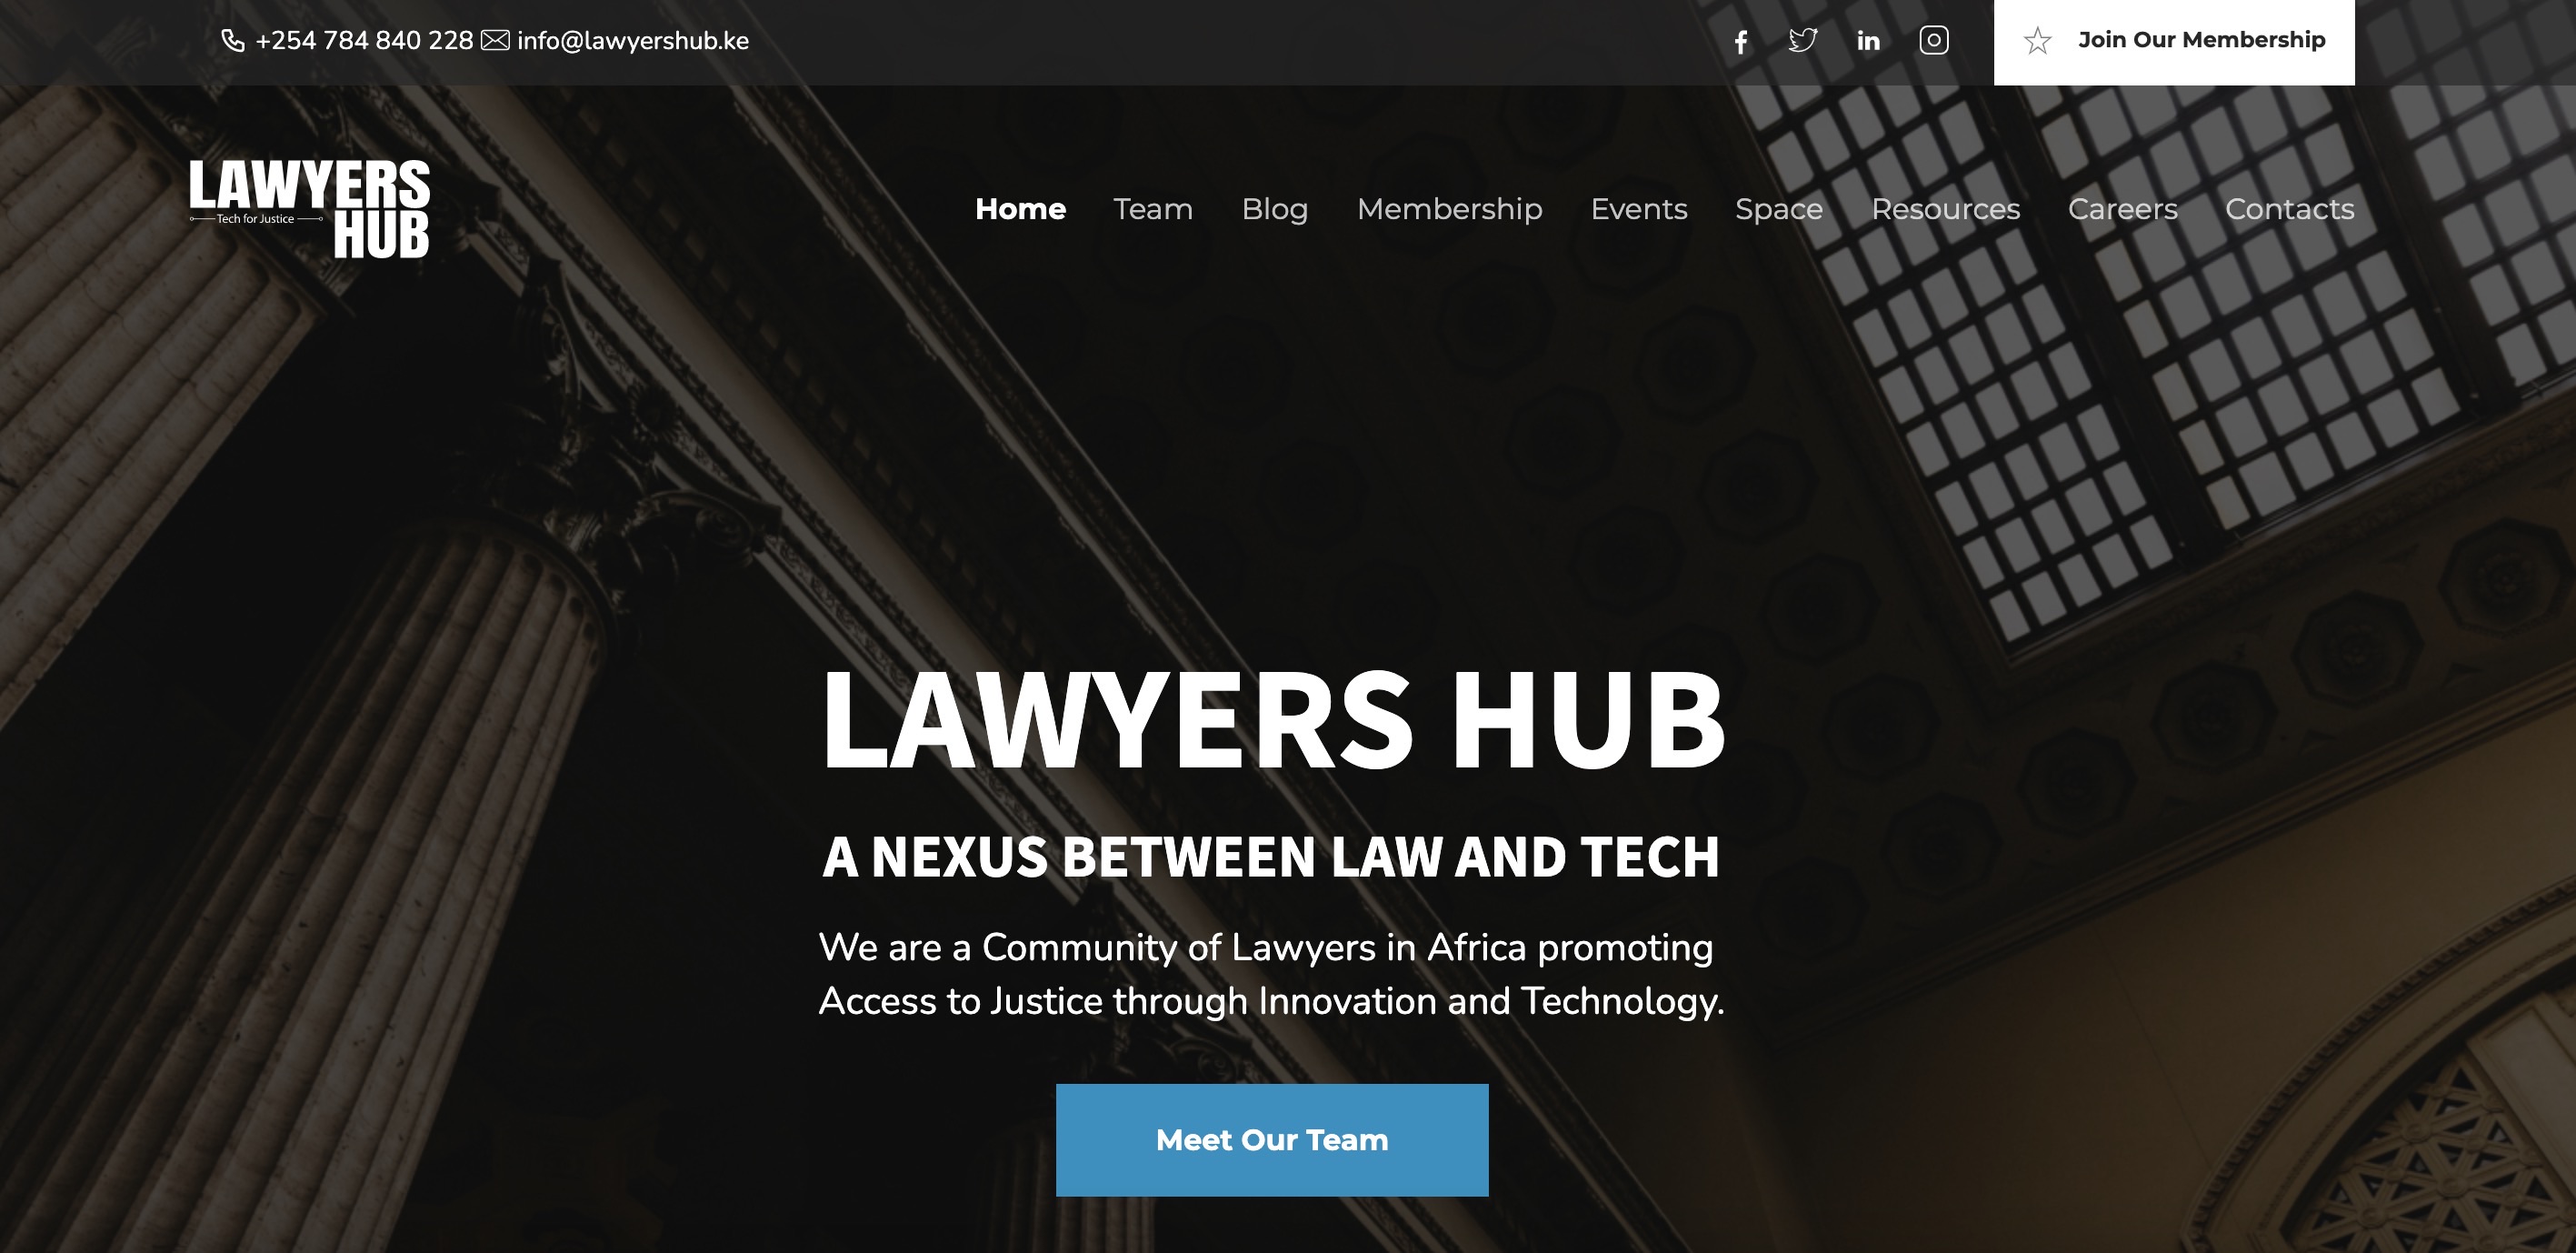 +254 784 840 228 info@lawyershub.ke
Join Our Membership
LAWYERS
Tech for Justice
HUB
Home Team Blog Membership Events Space Resources Careers Contacts
LAWYERS HUB
A NEXUS BETWEEN LAW AND TECH
We are a Community of Lawyers in Africa promoting
Access to Justice through Innovation and Technology.
Meet Our Team